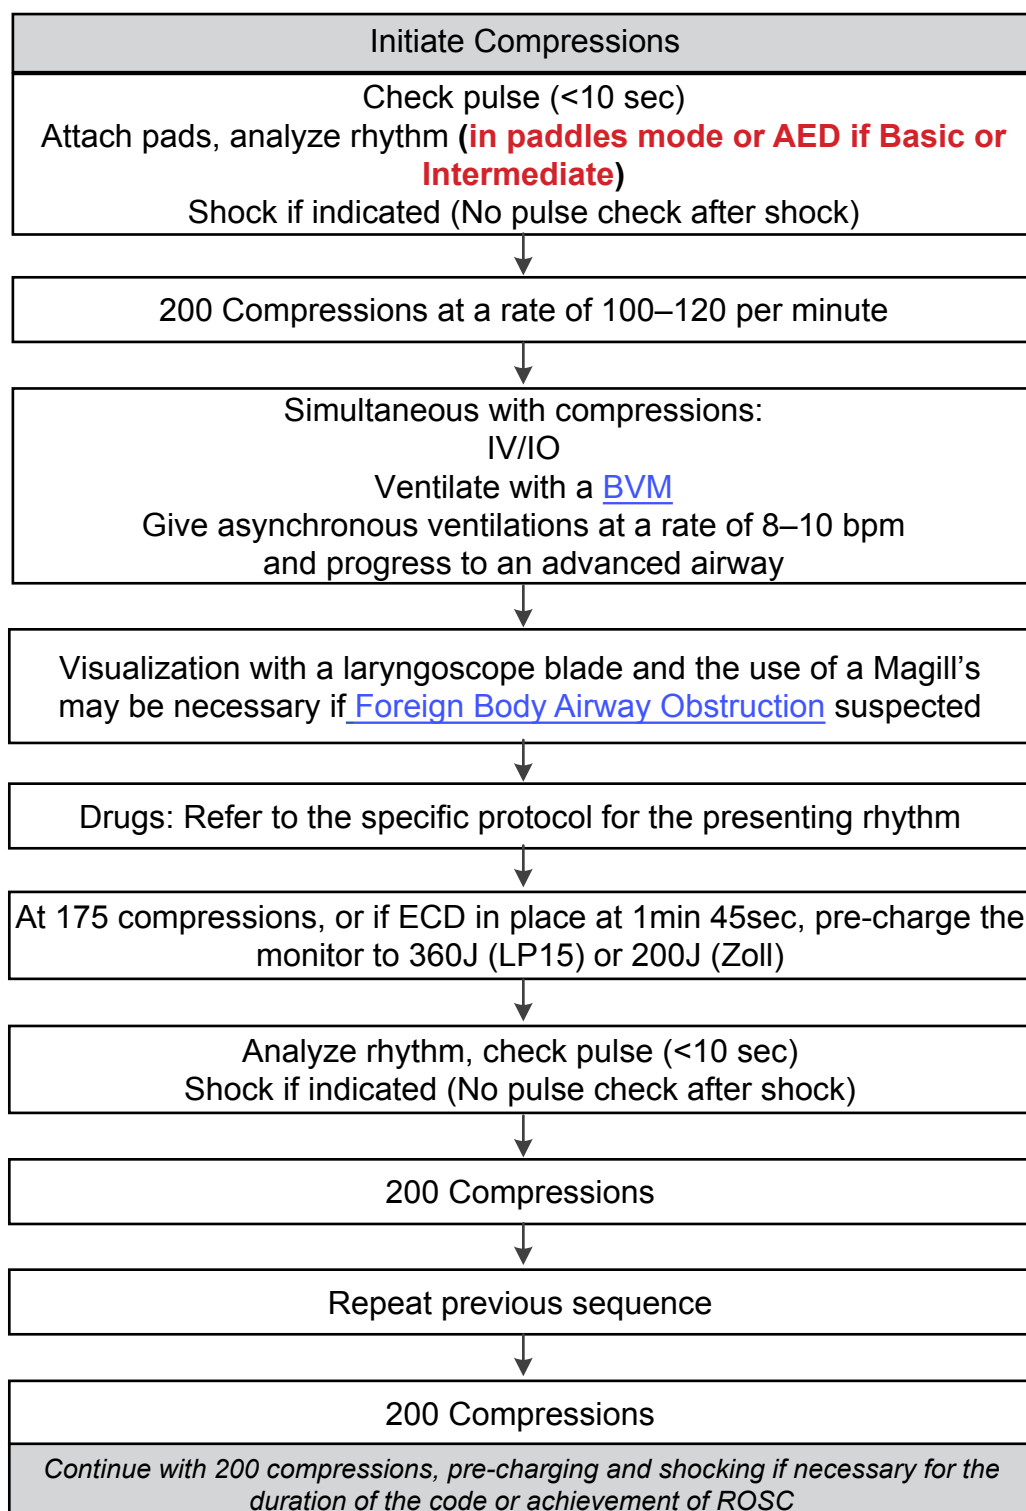 Initiate Compressions
Check pulse (<10 sec)
Attach pads, analyze rhythm (in paddles mode or AED if Basic or
Intermediate)
Shock if indicated (No pulse check after shock)
200 Compressions at a rate of 100–120 per minute
Simultaneous with compressions:
IV/IO
Ventilate with a BVM
Give asynchronous ventilations at a rate of 8–10 bpm
and progress to an advanced airway
Visualization with a laryngoscope blade and the use of a Magill's
may be necessary if Foreign Body Airway Obstruction suspected
Drugs: Refer to the specific protocol for the presenting rhythm
At 175 compressions, or if ECD in place at 1min 45sec, pre-charge the
monitor to 360J (LP15) or 200J (Zoll)
Analyze rhythm, check pulse (<10 sec)
Shock if indicated (No pulse check after shock)
200 Compressions
Repeat previous sequence
200 Compressions
Continue with 200 compressions, pre-charging and shocking if necessary for the
duration of the code or achievement of ROSC